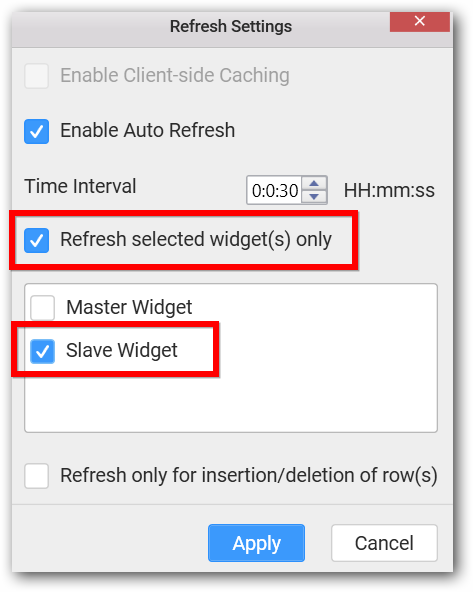 Refresh Settings
Enable Client-side Caching
Enable Auto Refresh
Time Interval 0:0:30 HH:mm:ss
Refresh selected widget(s) only
Master Widget
Slave Widget
Refresh only for insertion/deletion of row(s)
Apply Cancel